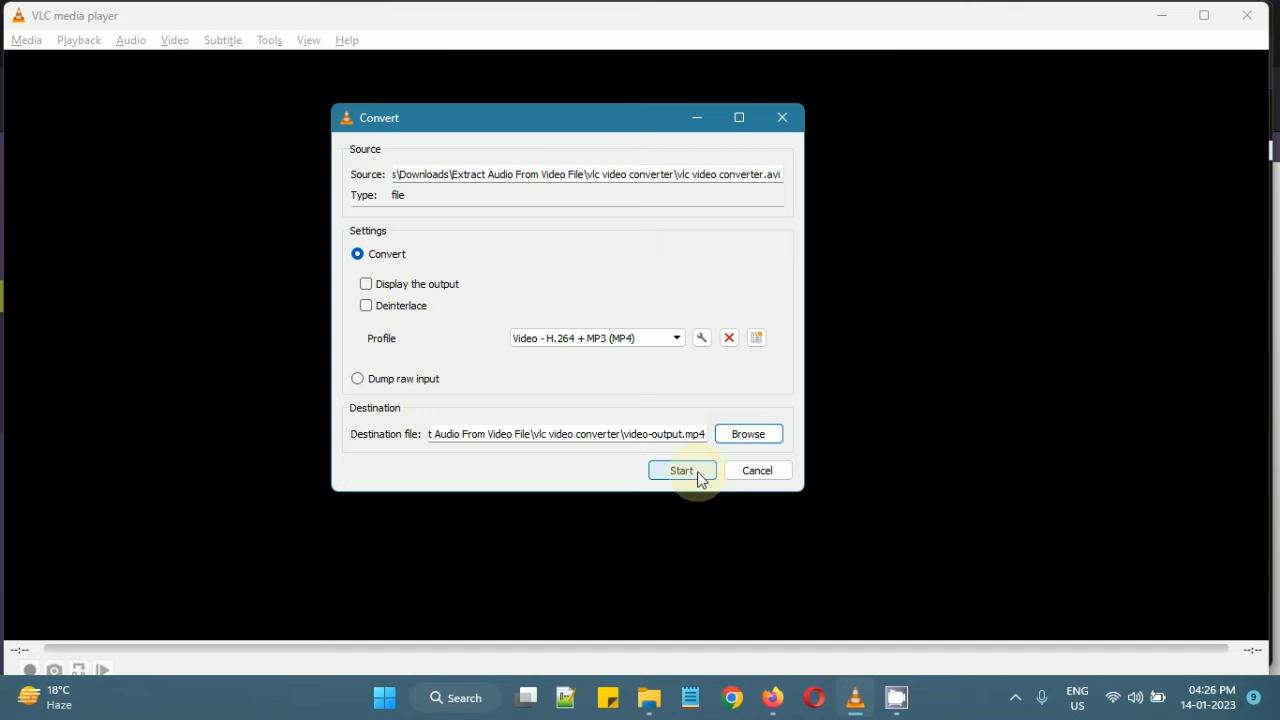 VLC media player
Media Playback Audio Video Subtitle Tools View Help
Convert
Source
Source: s\Downloads\Extract Audio From Video File\vlc video converter\vlc video converter.avi
Type: file
Settings
Convert
Display the output
Deinterlace
Profile Video - H.264 + MP3 (MP4)
Dump raw input
Destination
Destination file: t Audio From Video File\vlc video converter\video-output.mp4 Browse
Start Cancel
--:-- --:--
18°C
Haze
Search
ENG
US
04:26 PM
14-01-2023
9